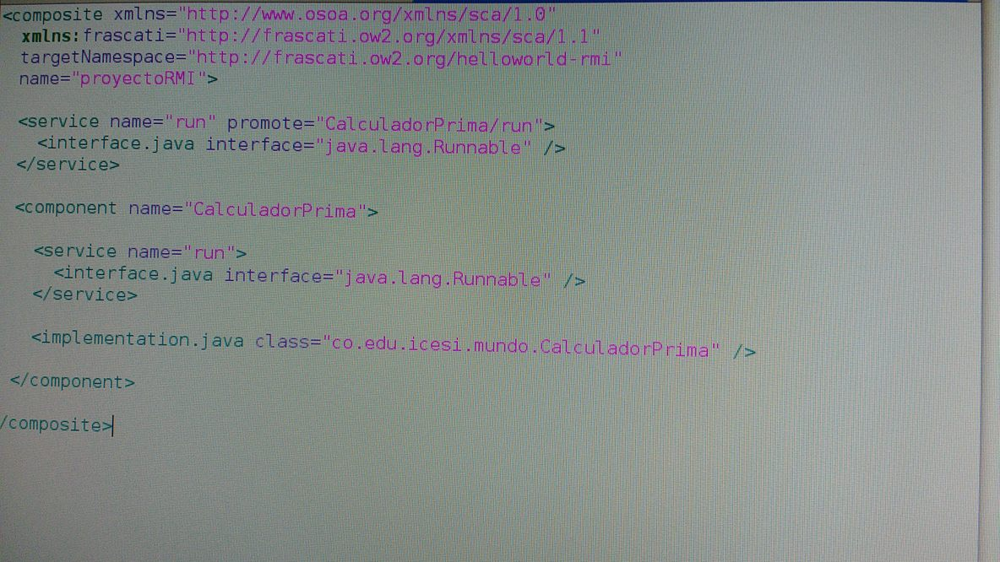 <composite xmlns="http://www.osoa.org/xmlns/sca/1.0"
xmlns:frascati="http://frascati.ow2.org/xmlns/sca/1.1"
targetNamespace="http://frascati.ow2.org/helloworld-rmi"
name="proyectoRMI">
<service name="run" promote="CalculadorPrima/run">
<interface.java interface="java.lang.Runnable" />
</service>
<component name="CalculadorPrima">
<service name="run">
<interface.java interface="java.lang.Runnable" />
</service>
<implementation.java class="co.edu.icesi.mundo.CalculadorPrima" />
</component>
/composite>